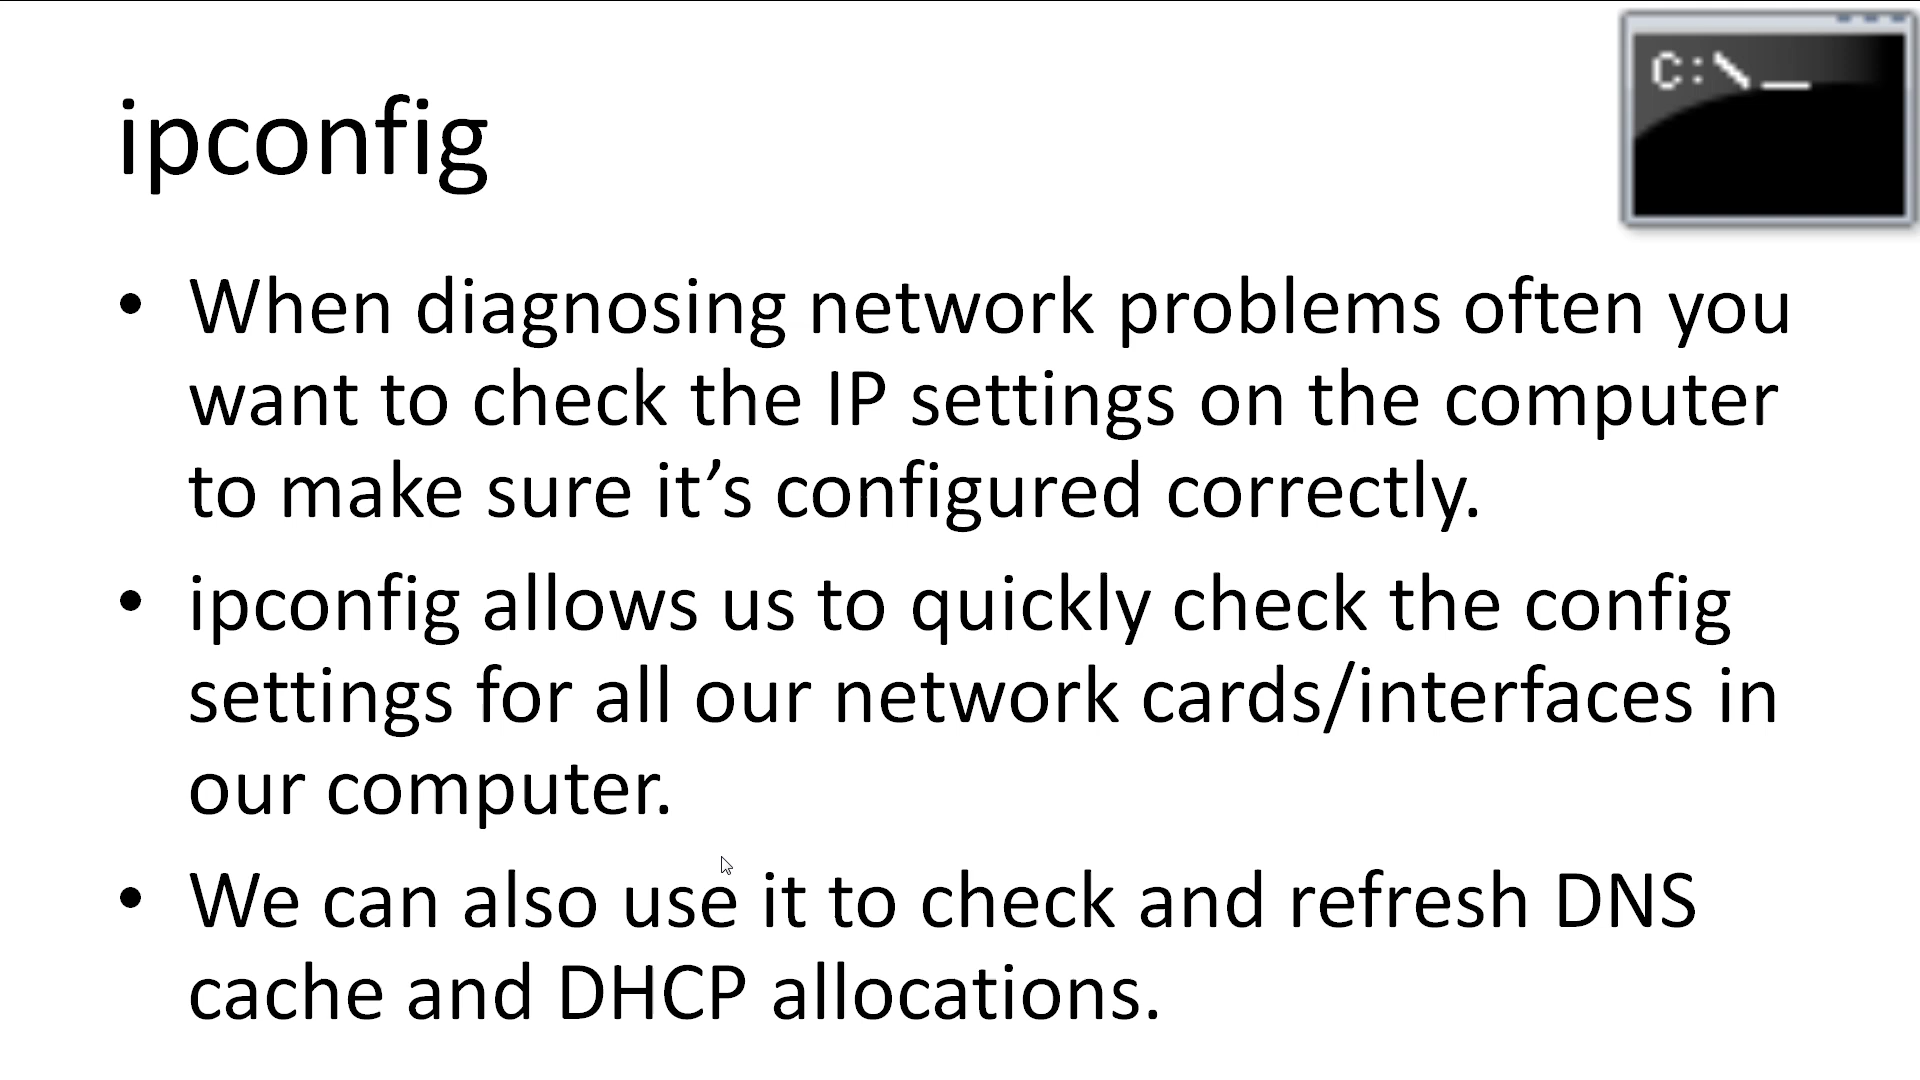 C:\_
ipconfig
• When diagnosing network problems often you
want to check the IP settings on the computer
to make sure it’s configured correctly.
• ipconfig allows us to quickly check the config
settings for all our network cards/interfaces in
our computer.
• We can also use it to check and refresh DNS
cache and DHCP allocations.